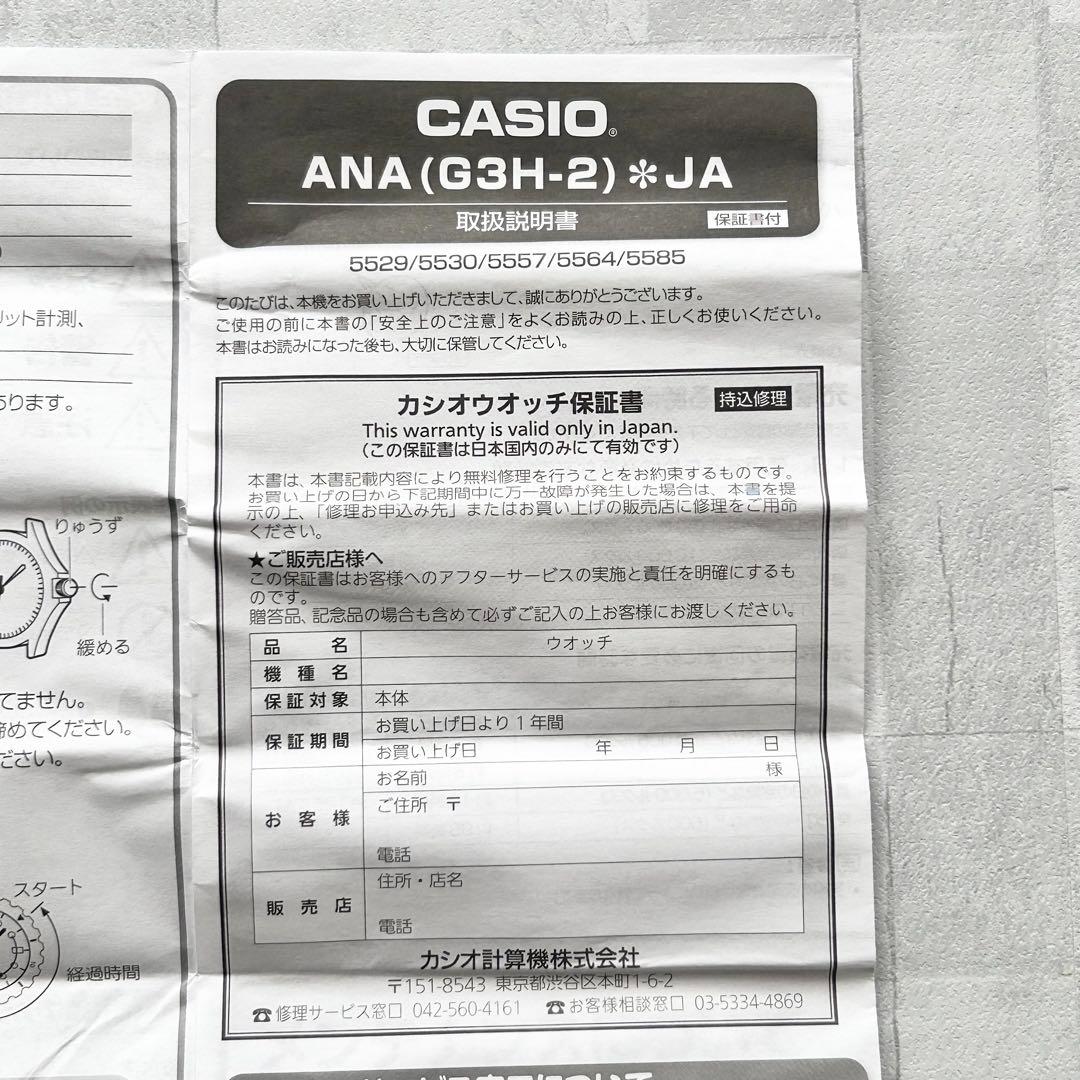 CASIO®
ANA(G3H-2)＊JA
取扱説明書
保証書付
5529/5530/5557/5564/5585
このたびは、本機をお買い上げいただきまして、誠にありがとうございます。
ご使用の前に本書の「安全上のご注意」をよくお読みの上、正しくお使いください。
本書はお読みになった後も、大切に保管してください。
カシオウオッチ保証書
持込修理
This warranty is valid only in Japan.
（この保証書は日本国内のみにて有効です）
本書は、本書記載内容により無料修理を行うことをお約束するものです。
お買い上げの日から下記期間中に万一故障が発生した場合は、本書を提
示の上、「修理お申込み先」またはお買い上げの販売店に修理をご用命
ください。
★ご販売店様へ
この保証書はお客様へのアフターサービスの実施と責任を明確にするも
のです。
贈答品、記念品の場合も含めて必ずご記入の上お客様にお渡しください。
品名 ウオッチ
機種名
保証対象 本体
保証期間 お買い上げ日より1年間
お買い上げ日 年 月 日
お客様 お名前 様
ご住所 〒
電話
販売店 住所・店名
電話
カシオ計算機株式会社
〒151-8543 東京都渋谷区本町1-6-2
☎修理サービス窓口 042-560-4161 ☎お客様相談窓口 03-5334-4869
ット計測、
ります。
りゅうず
緩める
てません。
締めてください。
ださい。
スタート
経過時間